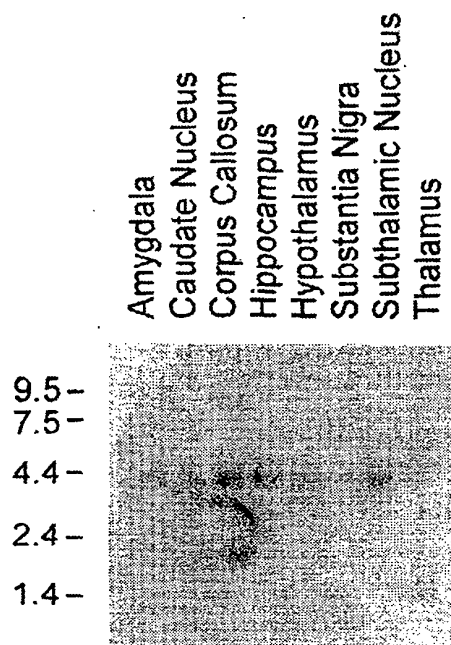 Amygdala
Caudate Nucleus
Corpus Callosum
Hippocampus
Hypothalamus
Substantia Nigra
Subthalamic Nucleus
Thalamus
9.5 –
7.5 –
4.4 –
2.4 –
1.4 –